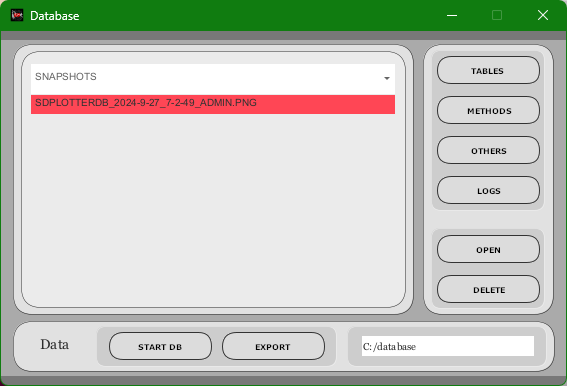 Database
SNAPSHOTS
SDPLOTTERDB_2024-9-27_7-2-49_ADMIN.PNG
TABLES
METHODS
OTHERS
LOGS
OPEN
DELETE
Data
START DB
EXPORT
C:/database